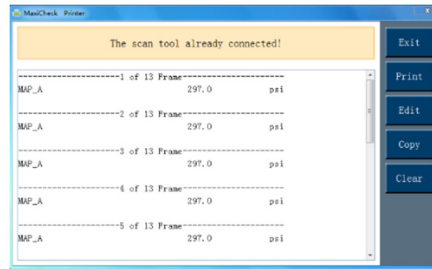 MaxiCheck Printer
The scan tool already connected!
Exit
Print
Edit
Copy
Clear
--------------------1 of 13 Frame--------------------
MAP_A 297.0 psi
--------------------2 of 13 Frame--------------------
MAP_A 297.0 psi
--------------------3 of 13 Frame--------------------
MAP_A 297.0 psi
--------------------4 of 13 Frame--------------------
MAP_A 297.0 psi
--------------------5 of 13 Frame--------------------
MAP_A 297.0 psi